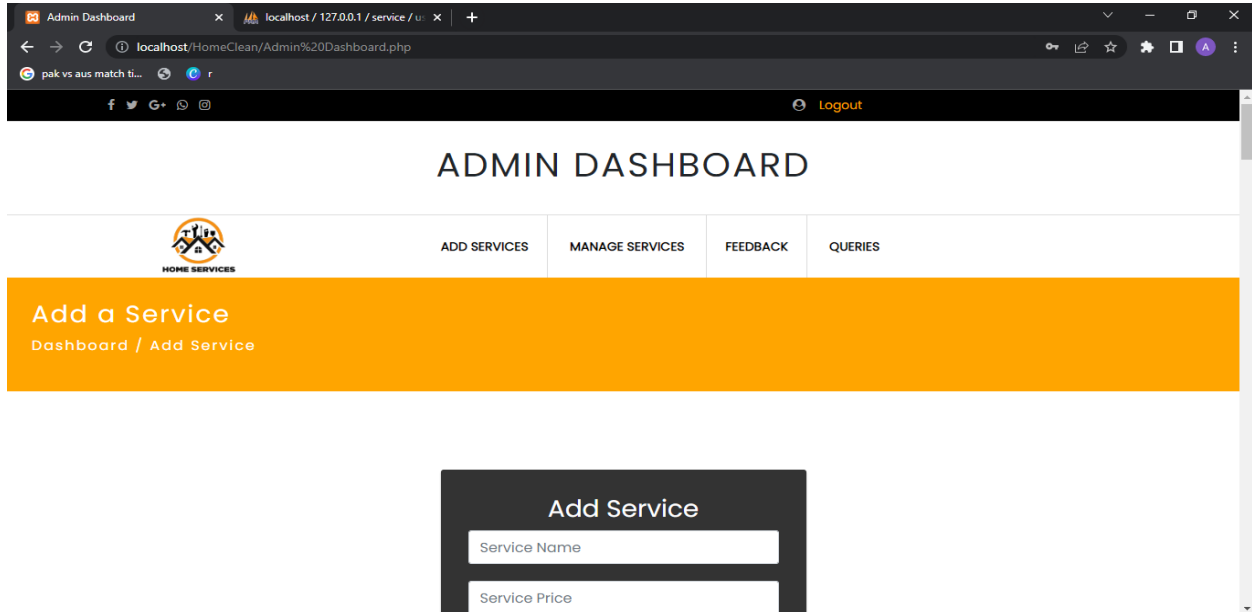 Admin Dashboard
localhost / 127.0.0.1 / service / us
localhost/HomeClean/Admin%20Dashboard.php
A
pak vs aus match ti...
r
Logout
ADMIN DASHBOARD
HOME SERVICES
ADD SERVICES MANAGE SERVICES FEEDBACK QUERIES
Add a Service
Dashboard / Add Service
Add Service
Service Name
Service Price